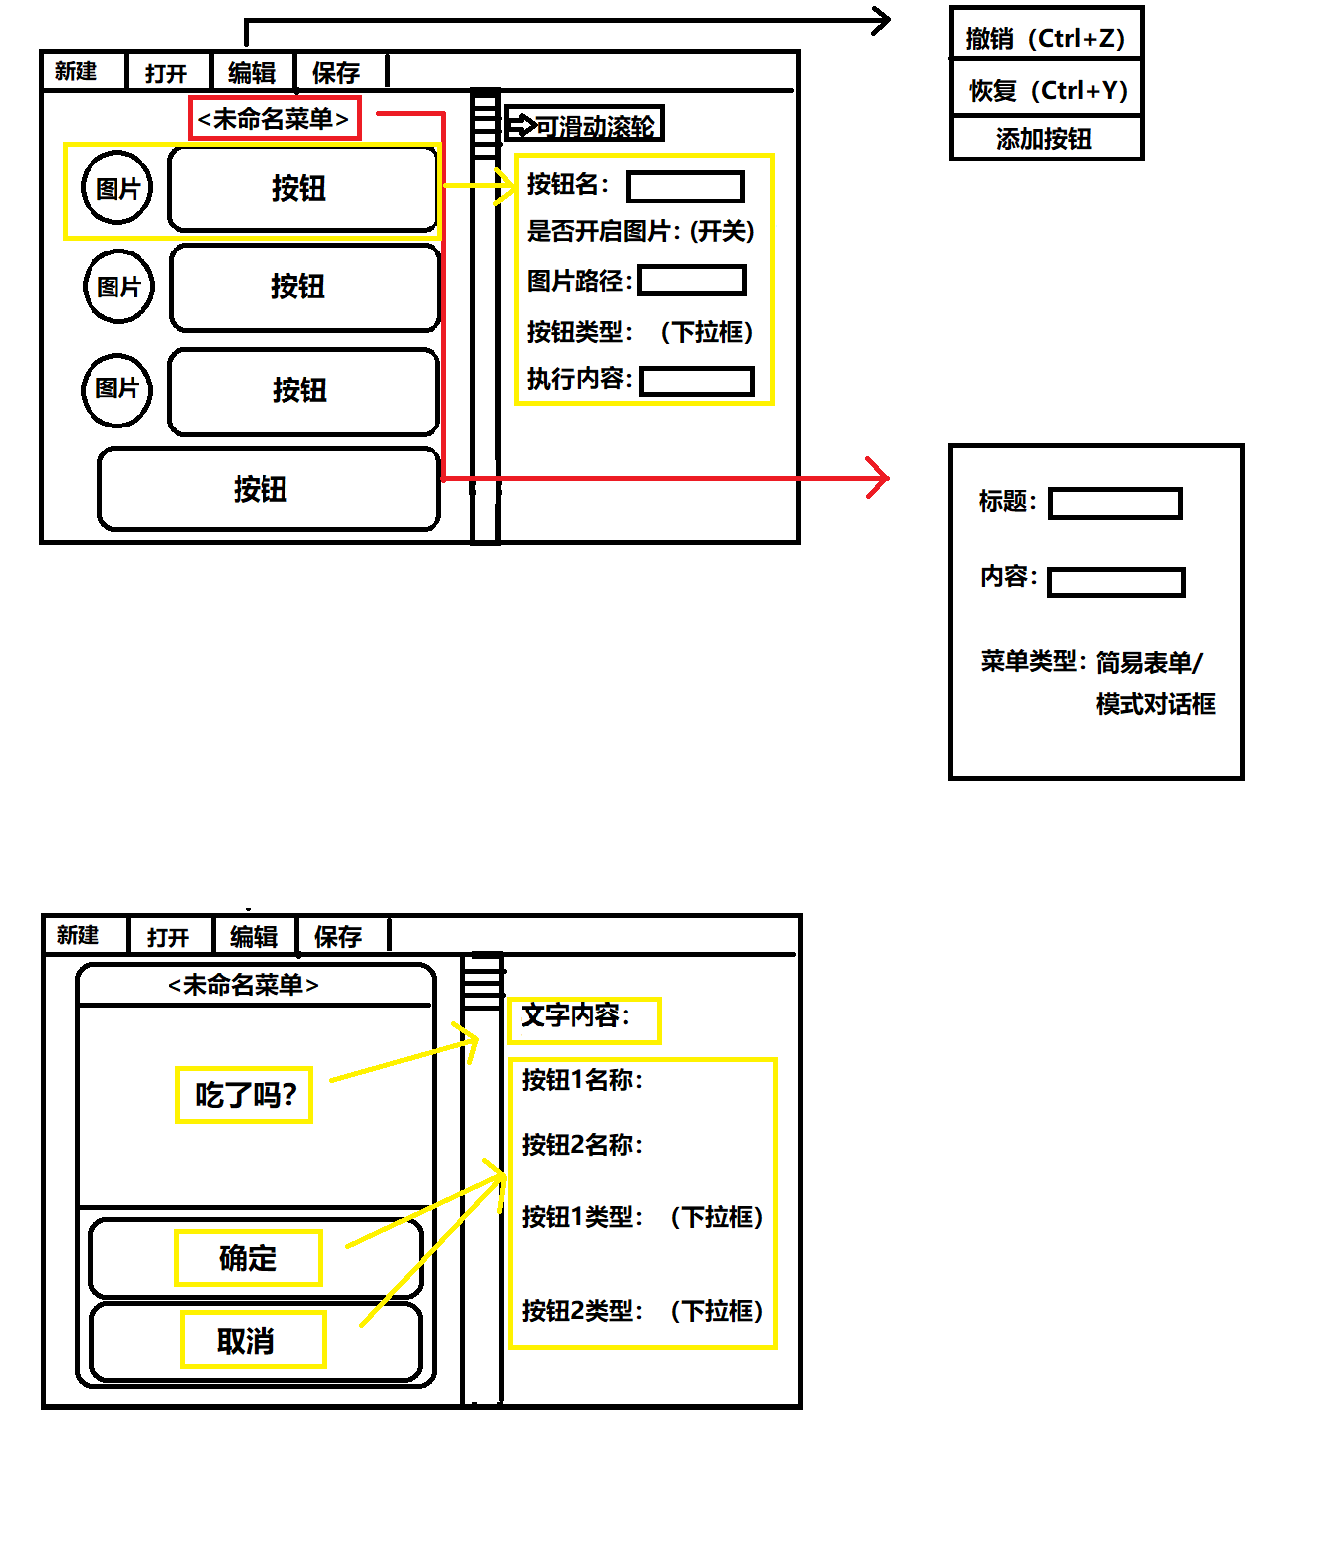 撤销（Ctrl+Z）
恢复（Ctrl+Y）
添加按钮
新建 打开 编辑 保存
<未命名菜单>
可滑动滚轮
图片 按钮
图片 按钮
图片 按钮
按钮
按钮名：
是否开启图片：(开关)
图片路径：
按钮类型：（下拉框）
执行内容：
标题：
内容：
菜单类型：简易表单/
模式对话框
新建 打开 编辑 保存
<未命名菜单>
吃了吗？
确定
取消
文字内容：
按钮1名称：
按钮2名称：
按钮1类型：（下拉框）
按钮2类型：（下拉框）